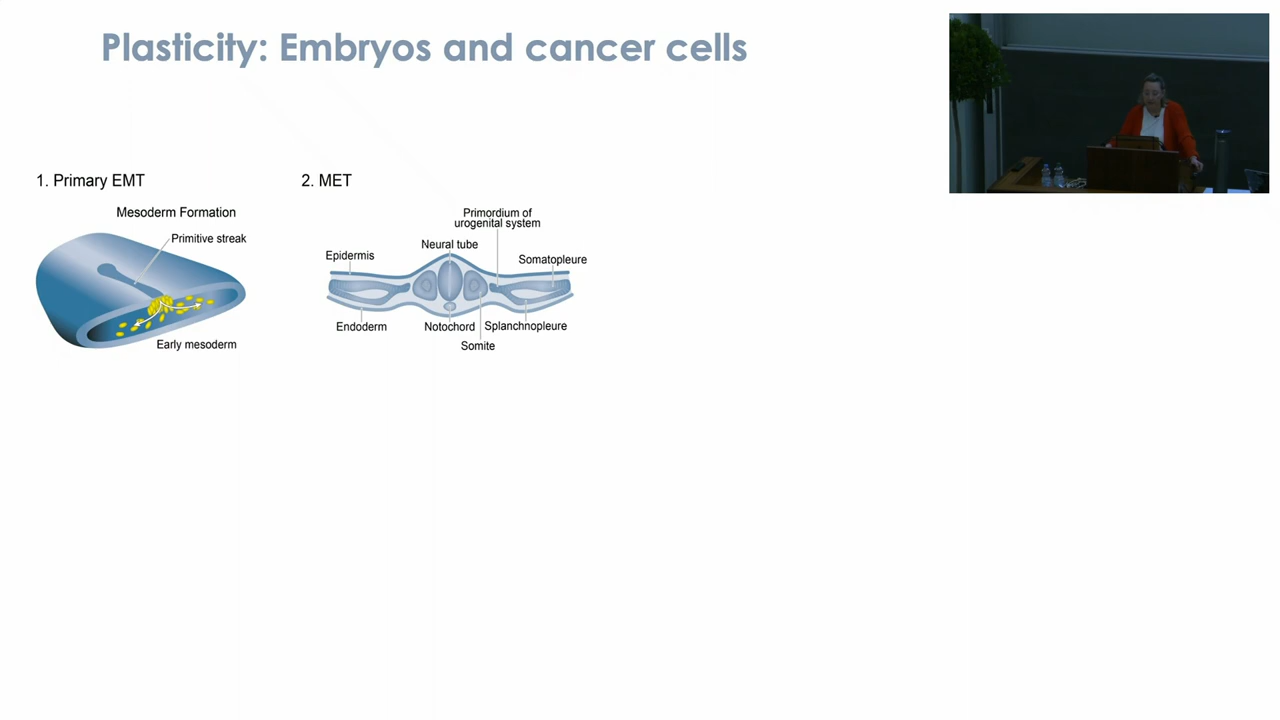 Plasticity: Embryos and cancer cells
1. Primary EMT
Mesoderm Formation
Primitive streak
Early mesoderm
2. MET
Primordium of
urogenital system
Neural tube
Epidermis
Somatopleure
Endoderm
Notochord
Splanchnopleure
Somite